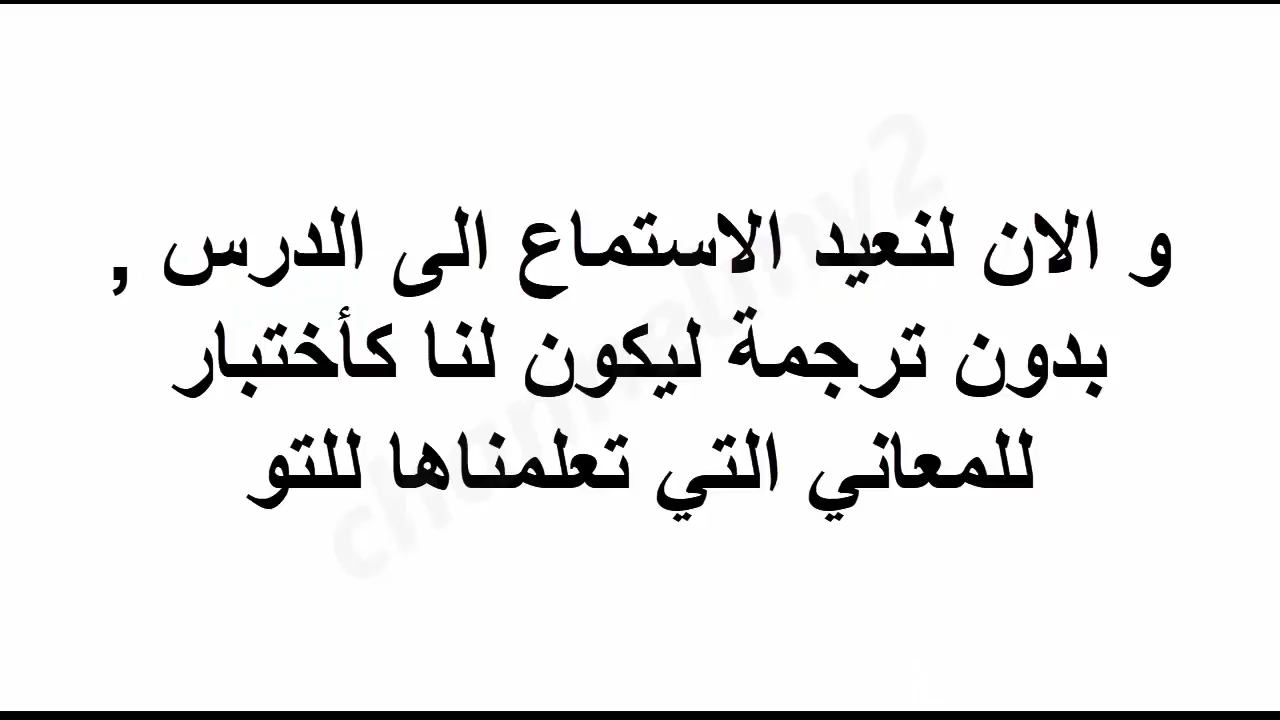 و الان لنعيد الاستماع الى الدرس ,
بدون ترجمة ليكون لنا كأختبار
للمعاني التي تعلمناها للتو